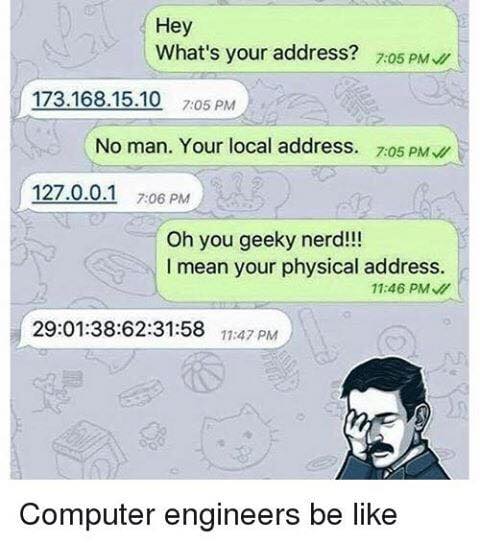 Hey
What's your address? 7:05 PM
173.168.15.10 7:05 PM
No man. Your local address. 7:05 PM
127.0.0.1 7:06 PM
Oh you geeky nerd!!!
I mean your physical address.
11:46 PM
29:01:38:62:31:58 11:47 PM
Computer engineers be like